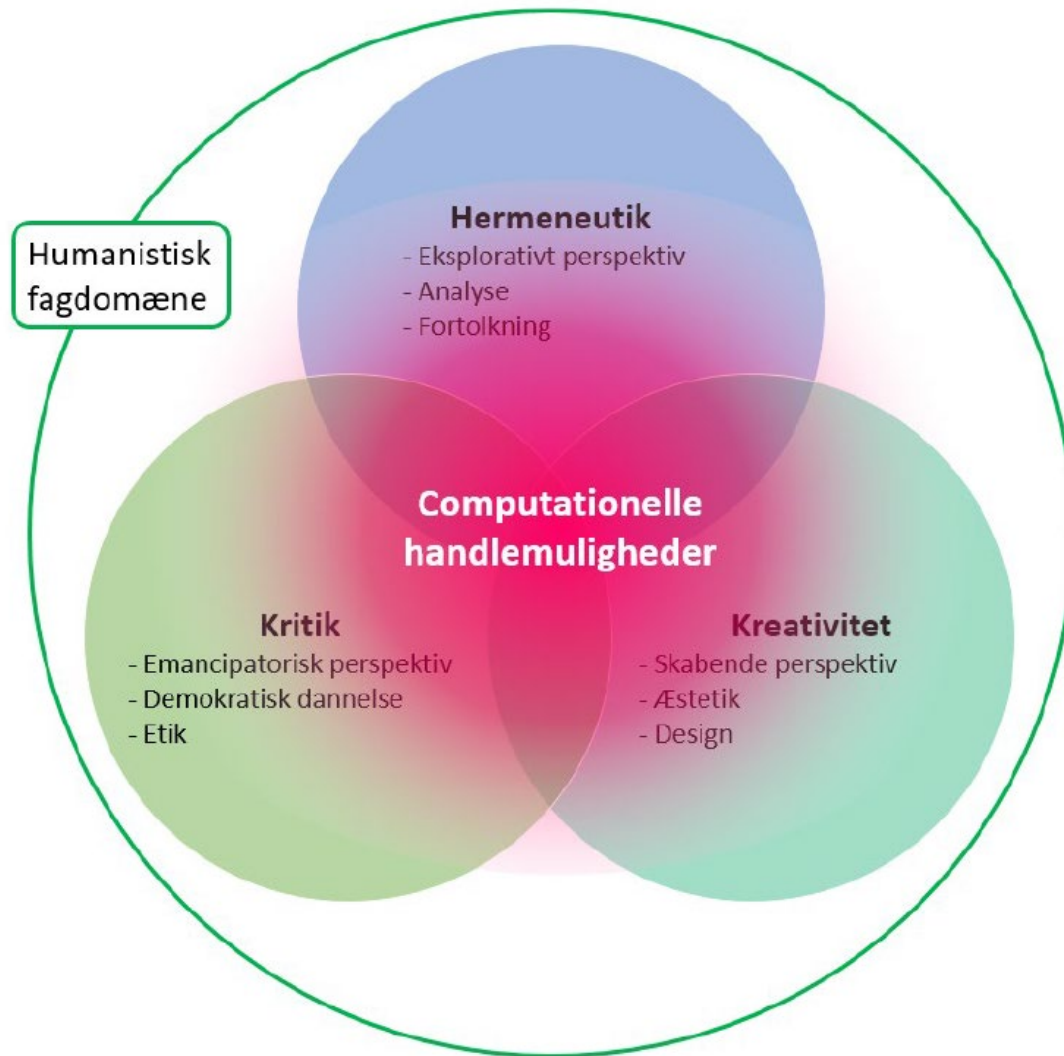 Humanistisk
fagdomæne
Hermeneutik
- Eksplorativt perspektiv
- Analyse
- Fortolkning
Computationelle
handlemuligheder
Kritik
- Emancipatorisk perspektiv
- Demokratisk dannelse
- Etik
Kreativitet
- Skabende perspektiv
- Æstetik
- Design